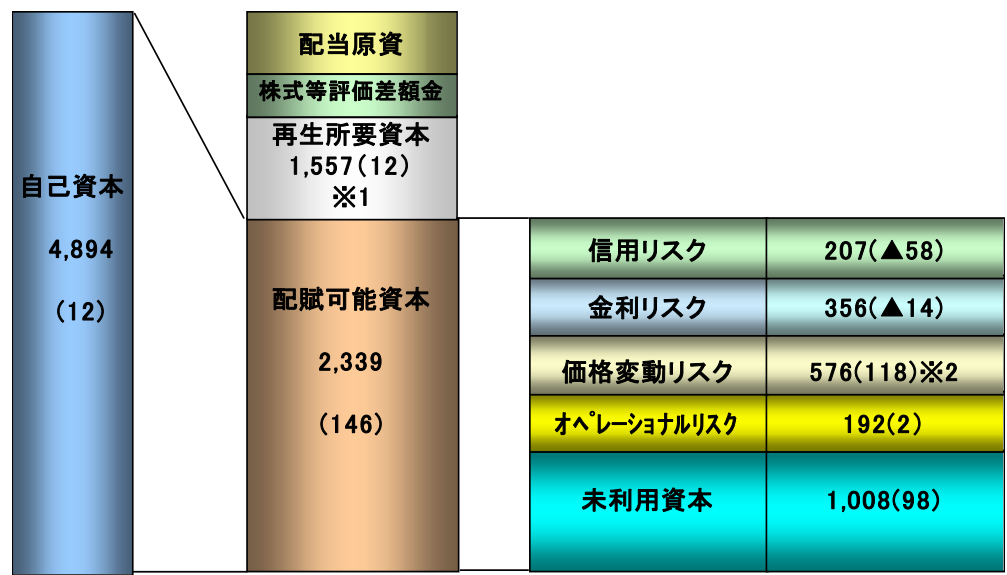 自己資本
4,894
(12)
配当原資
株式等評価差額金
再生所要資本
1,557(12)
※1
配賦可能資本
2,339
(146)
信用リスク 207(▲58)
金利リスク 356(▲14)
価格変動リスク 576(118)※2
ｵﾍﾟﾚｰｼｮﾅﾙﾘｽｸ 192(2)
未利用資本 1,008(98)